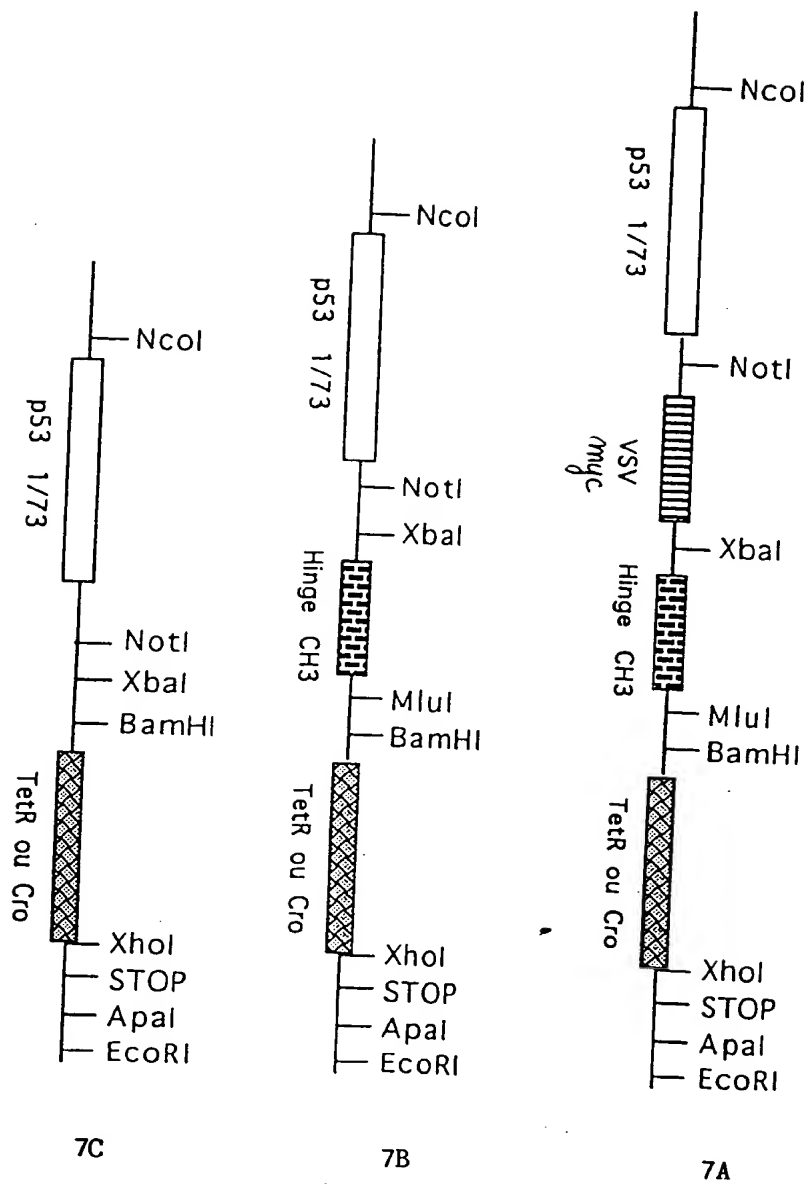 NcoI
p53 1/73
NotI
XbaI
BamHI
TetR ou Cro
XhoI
STOP
ApaI
EcoRI
7C
NcoI
p53 1/73
NotI
XbaI
Hinge CH3
MluI
BamHI
TetR ou Cro
XhoI
STOP
ApaI
EcoRI
7B
NcoI
p53 1/73
NotI
VSV
myc
XbaI
Hinge CH3
MluI
BamHI
TetR ou Cro
XhoI
STOP
ApaI
EcoRI
7A